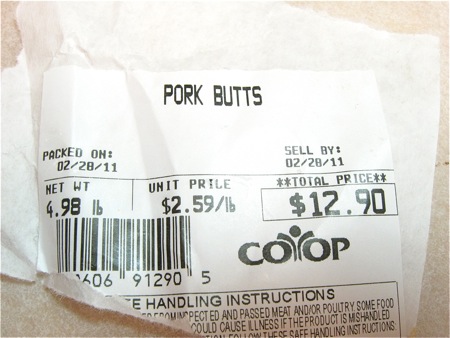 PORK BUTTS
PACKED ON:
02/28/11
SELL BY:
02/28/11
NET WT
4.98 lb
UNIT PRICE
$2.59/lb
**TOTAL PRICE**
$12.90
606 91290 5
COOP
HANDLING INSTRUCTIONS
INSPECTED AND PASSED MEAT AND/OR POULTRY. SOME FOOD
COULD CAUSE ILLNESS IF THE PRODUCT IS MISHANDLED
FOLLOW THESE SAFE HANDLING INSTRUCTIONS